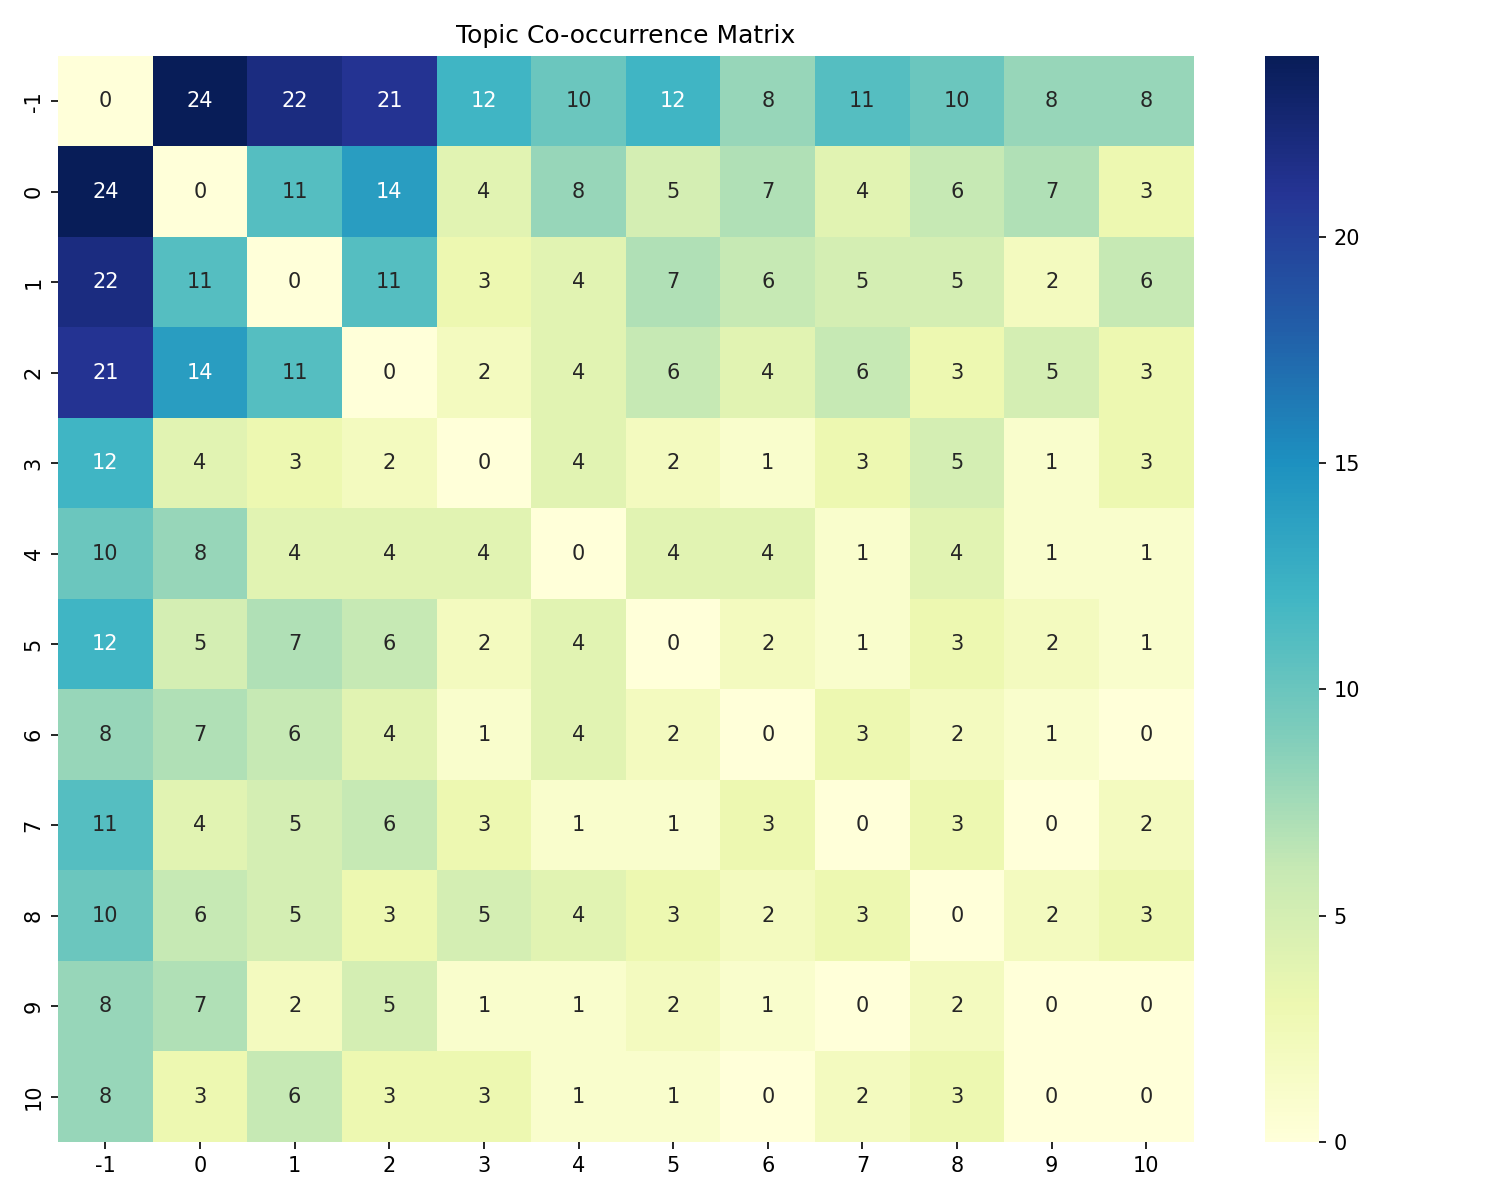 Topic Co-occurrence Matrix
-1 0 24 22 21 12 10 12 8 11 10 8 8
0 24 0 11 14 4 8 5 7 4 6 7 3
20
1 22 11 0 11 3 4 7 6 5 5 2 6
2 21 14 11 0 2 4 6 4 6 3 5 3
3 12 4 3 2 0 4 2 1 3 5 1 3
15
4 10 8 4 4 4 0 4 4 1 4 1 1
5 12 5 7 6 2 4 0 2 1 3 2 1
10
6 8 7 6 4 1 4 2 0 3 2 1 0
7 11 4 5 6 3 1 1 3 0 3 0 2
8 10 6 5 3 5 4 3 2 3 0 2 3
5
9 8 7 2 5 1 1 2 1 0 2 0 0
10 8 3 6 3 3 1 1 0 2 3 0 0
0
-1 0 1 2 3 4 5 6 7 8 9 10